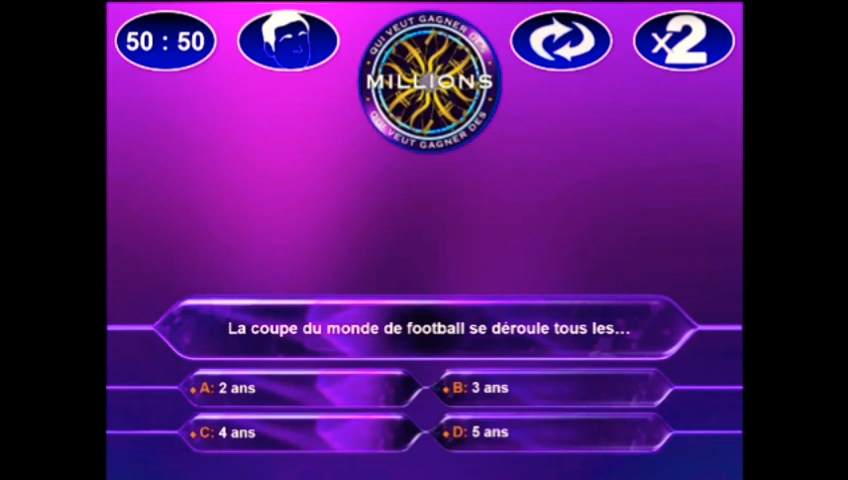 50 : 50
QUI VEUT GAGNER DES
MILLIONS
QUI VEUT GAGNER DES
x2
La coupe du monde de football se déroule tous les...
A: 2 ans
B: 3 ans
C: 4 ans
D: 5 ans